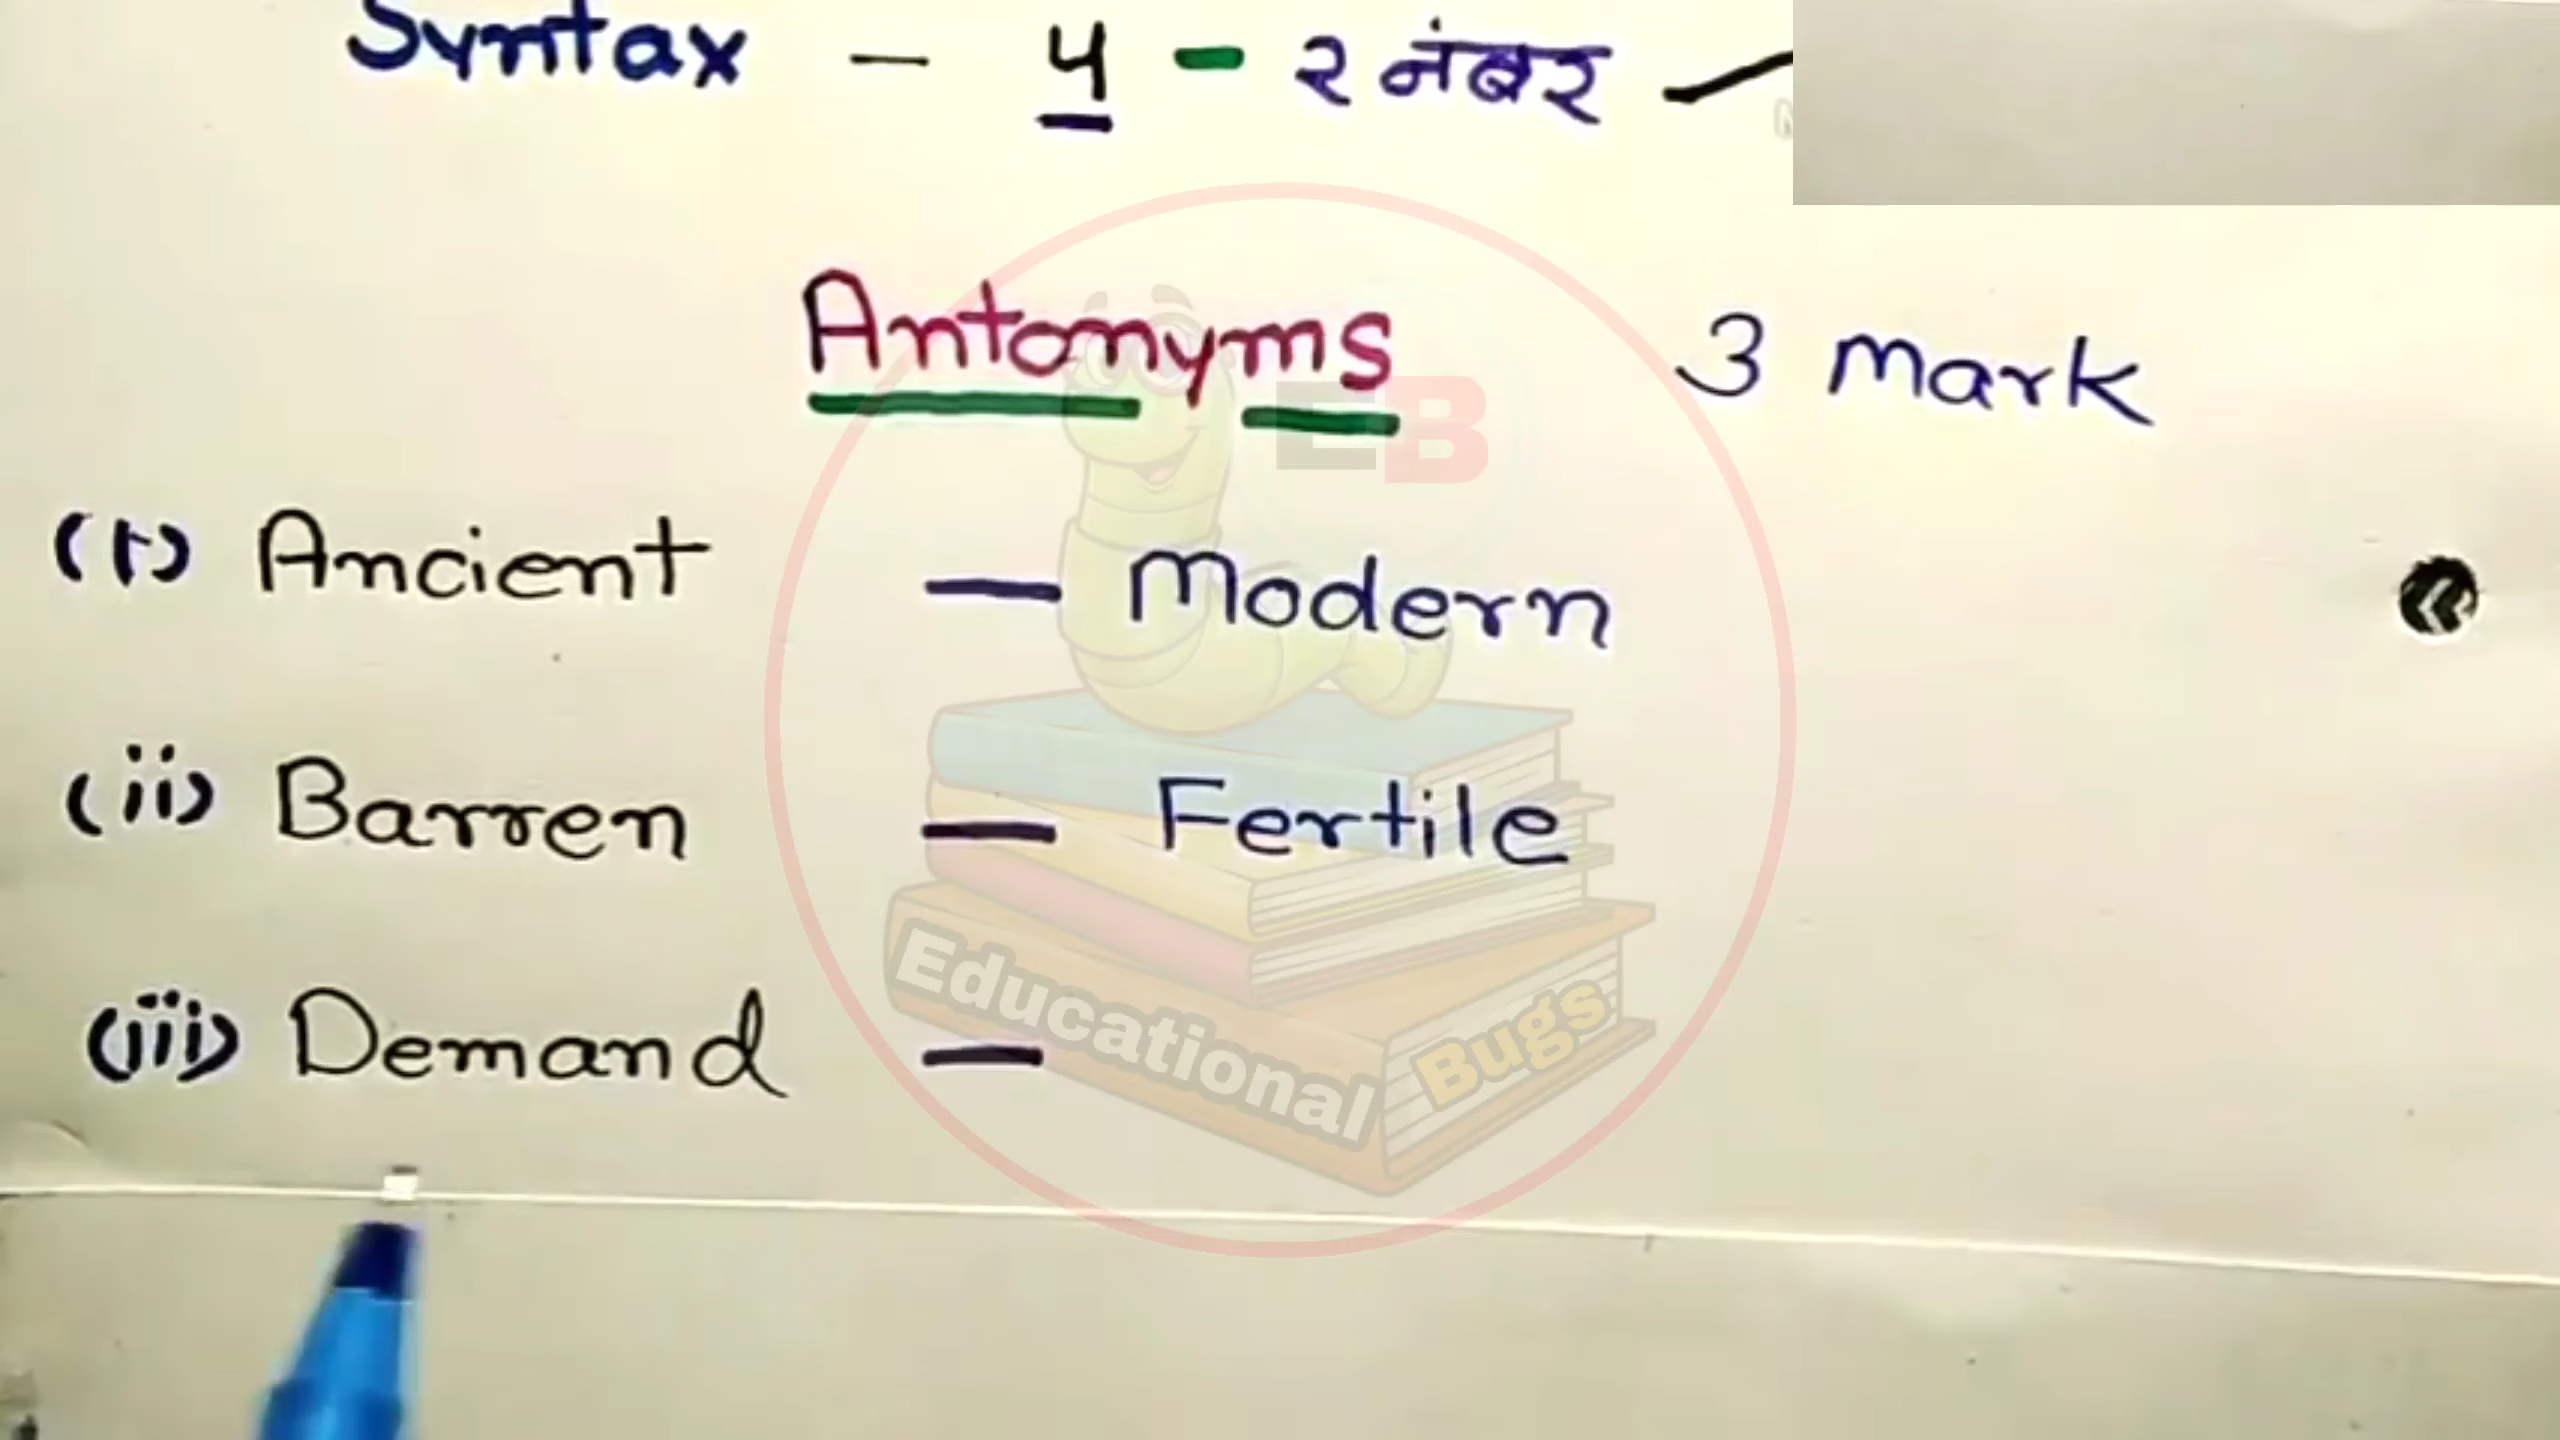 Syntax - 4 - २ नंबर
Antonyms 3 Mark
(i) Ancient - Modern
(ii) Barren - Fertile
(iii) Demand -
EB
Educational Bugs